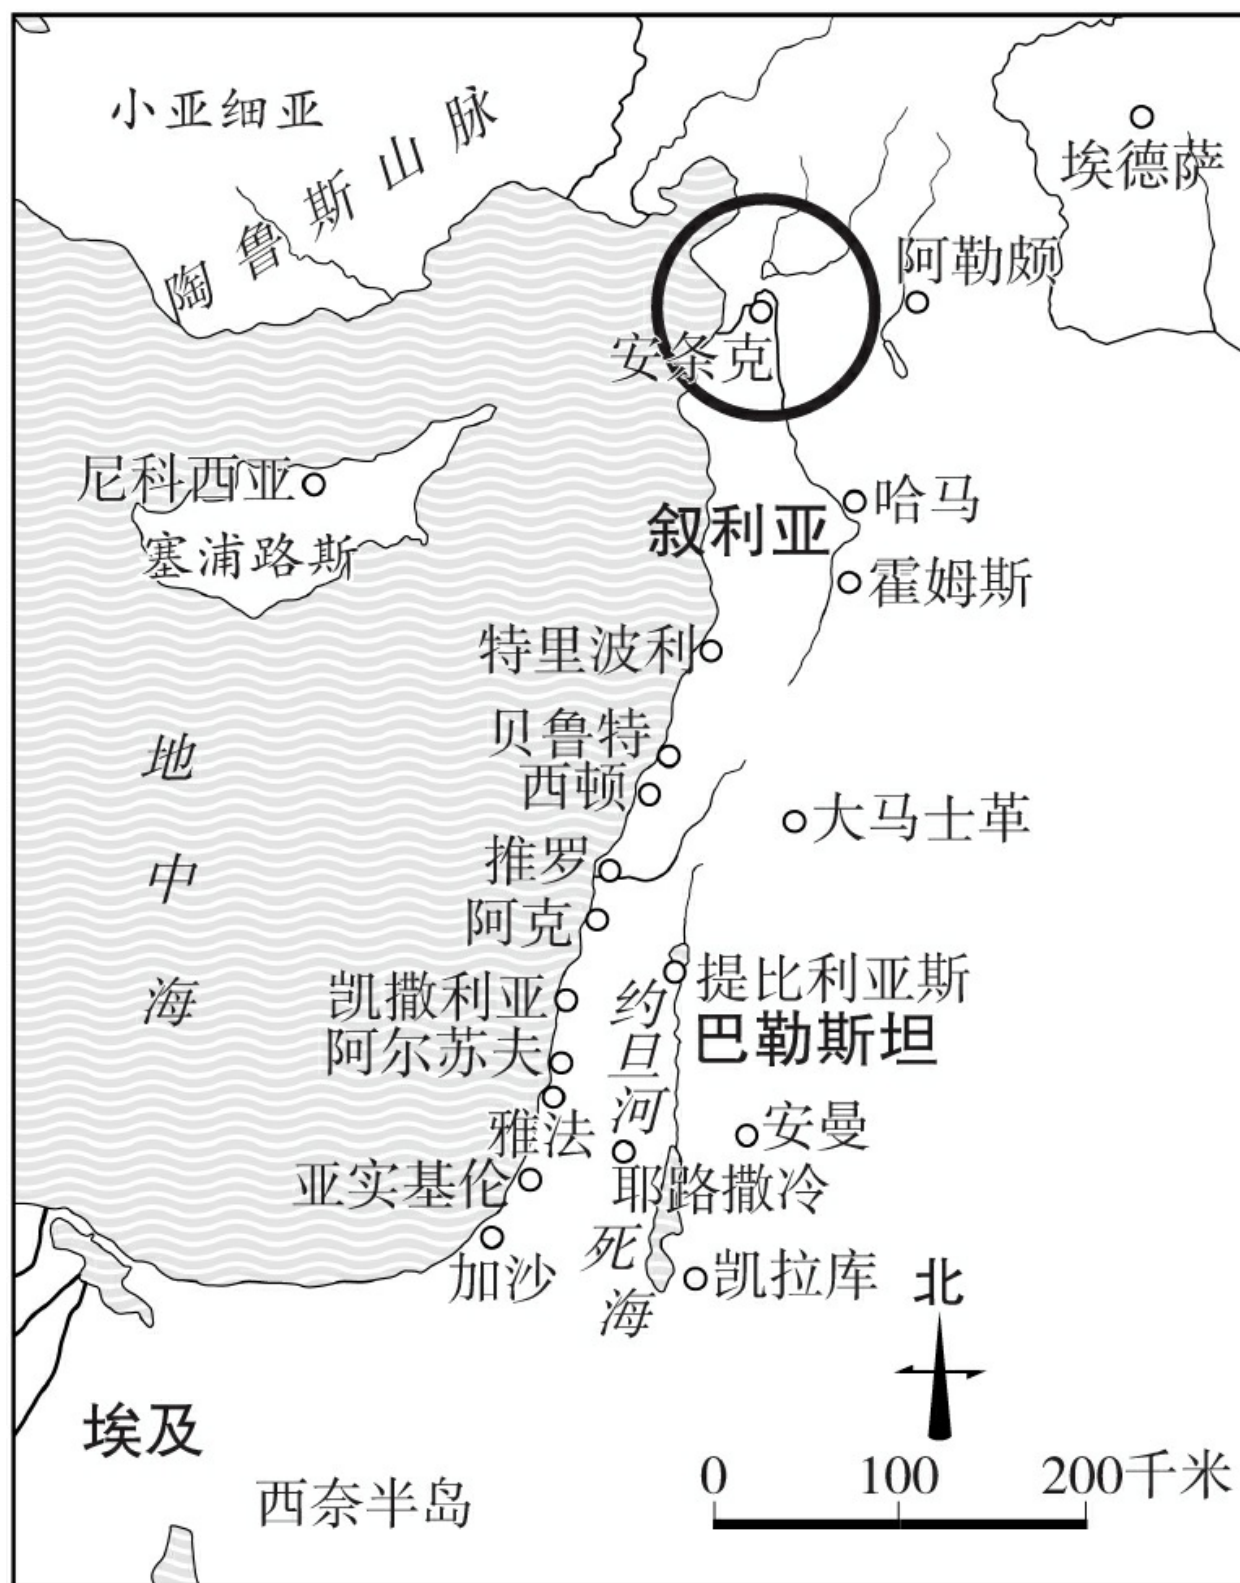 小亚细亚
陶鲁斯山脉
埃德萨
阿勒颇
安条克
尼科西亚
塞浦路斯
哈马
叙利亚
霍姆斯
特里波利
贝鲁特
西顿
大马士革
推罗
阿克
地中海
提比利亚斯
凯撒利亚
约旦河
巴勒斯坦
阿尔苏夫
雅法
安曼
亚实基伦
耶路撒冷
死海
加沙
凯拉库
北
埃及
西奈半岛
0 100 200千米